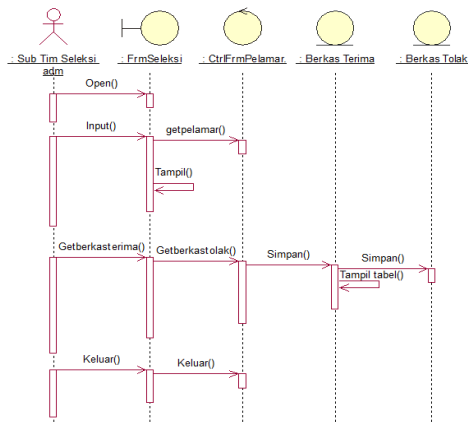 : Sub Tim Seleksi
adm
: FrmSeleksi
: CtrlFrmPelamar.
: Berkas Terima
: Berkas Tolak
Open()
Input()
getpelamar()
Tampil()
Getberkasterima()
Getberkastolak()
Simpan()
Simpan()
Tampil tabel()
Keluar()
Keluar()